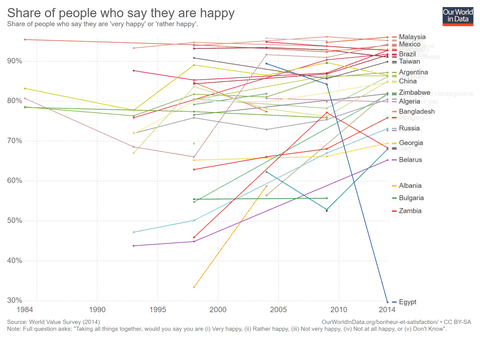 Share of people who say they are happy
Share of people who say they are 'very happy' or 'rather happy'.
Our World
in Data
Malaysia
Mexico
90%
Brazil
Taiwan
Argentina
80%
China
Zimbabwe
Algeria
70%
Bangladesh
Russia
Georgia
60%
Belarus
50%
Albania
Bulgaria
40%
Zambia
30%
Egypt
1984
1990
1995
2000
2005
2010
2014
Source: World Value Survey (2014)
OurWorldInData.org/bonheur-et-satisfaction/ • CC BY-SA
Note: Full question asks: "Taking all things together, would you say you are (i) Very happy, (ii) Rather happy, (iii) Not very happy, (iv) Not at all happy, or (v) Don't Know".